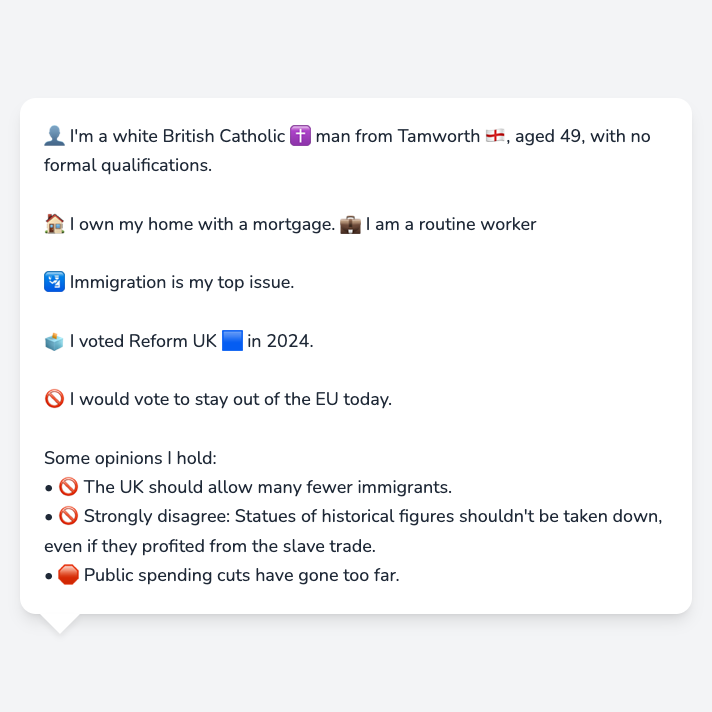 👤 I'm a white British Catholic ✝️ man from Tamworth 🏴󠁧󠁢󠁥󠁮󠁧󠁿, aged 49, with no
formal qualifications.
🏠 I own my home with a mortgage. 💼 I am a routine worker
🛂 Immigration is my top issue.
🗳️ I voted Reform UK 🟦 in 2024.
🚫 I would vote to stay out of the EU today.
Some opinions I hold:
• 🚫 The UK should allow many fewer immigrants.
• 🚫 Strongly disagree: Statues of historical figures shouldn't be taken down,
even if they profited from the slave trade.
• 🛑 Public spending cuts have gone too far.